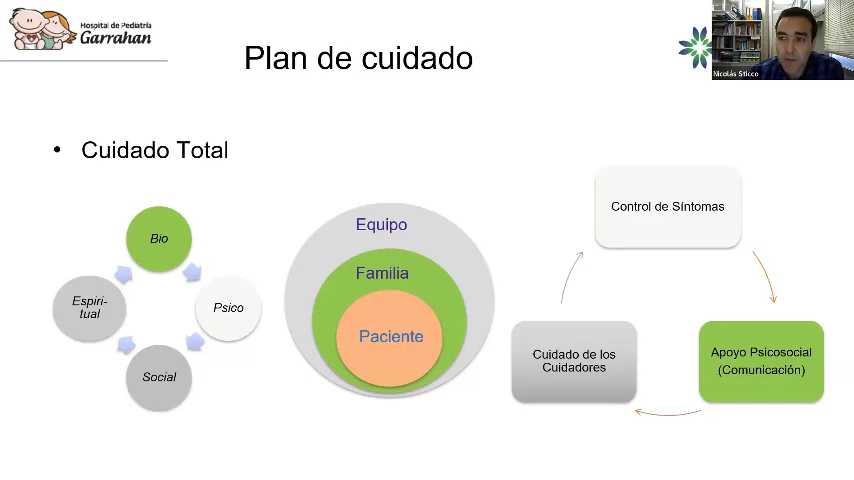 Hospital de Pediatría
Garrahan
Nicolás Sticco
Plan de cuidado
• Cuidado Total
Bio
Psico
Social
Espiri-
tual
Equipo
Familia
Paciente
Control de Síntomas
Apoyo Psicosocial
(Comunicación)
Cuidado de los
Cuidadores